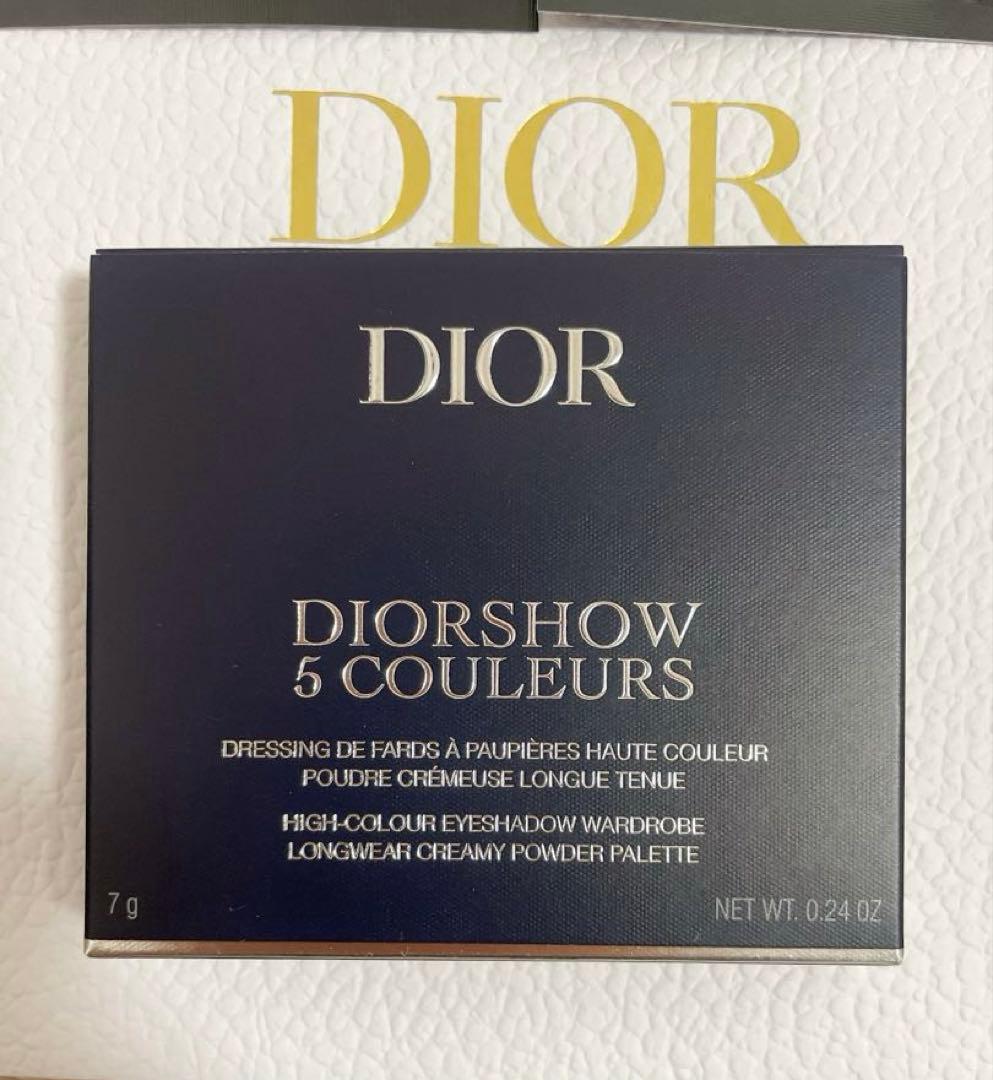 DIOR
DIOR
DIORSHOW
5 COULEURS
DRESSING DE FARDS À PAUPIÈRES HAUTE COULEUR
POUDRE CRÉMEUSE LONGUE TENUE
HIGH-COLOUR EYESHADOW WARDROBE
LONGWEAR CREAMY POWDER PALETTE
7 g
NET WT. 0.24 OZ